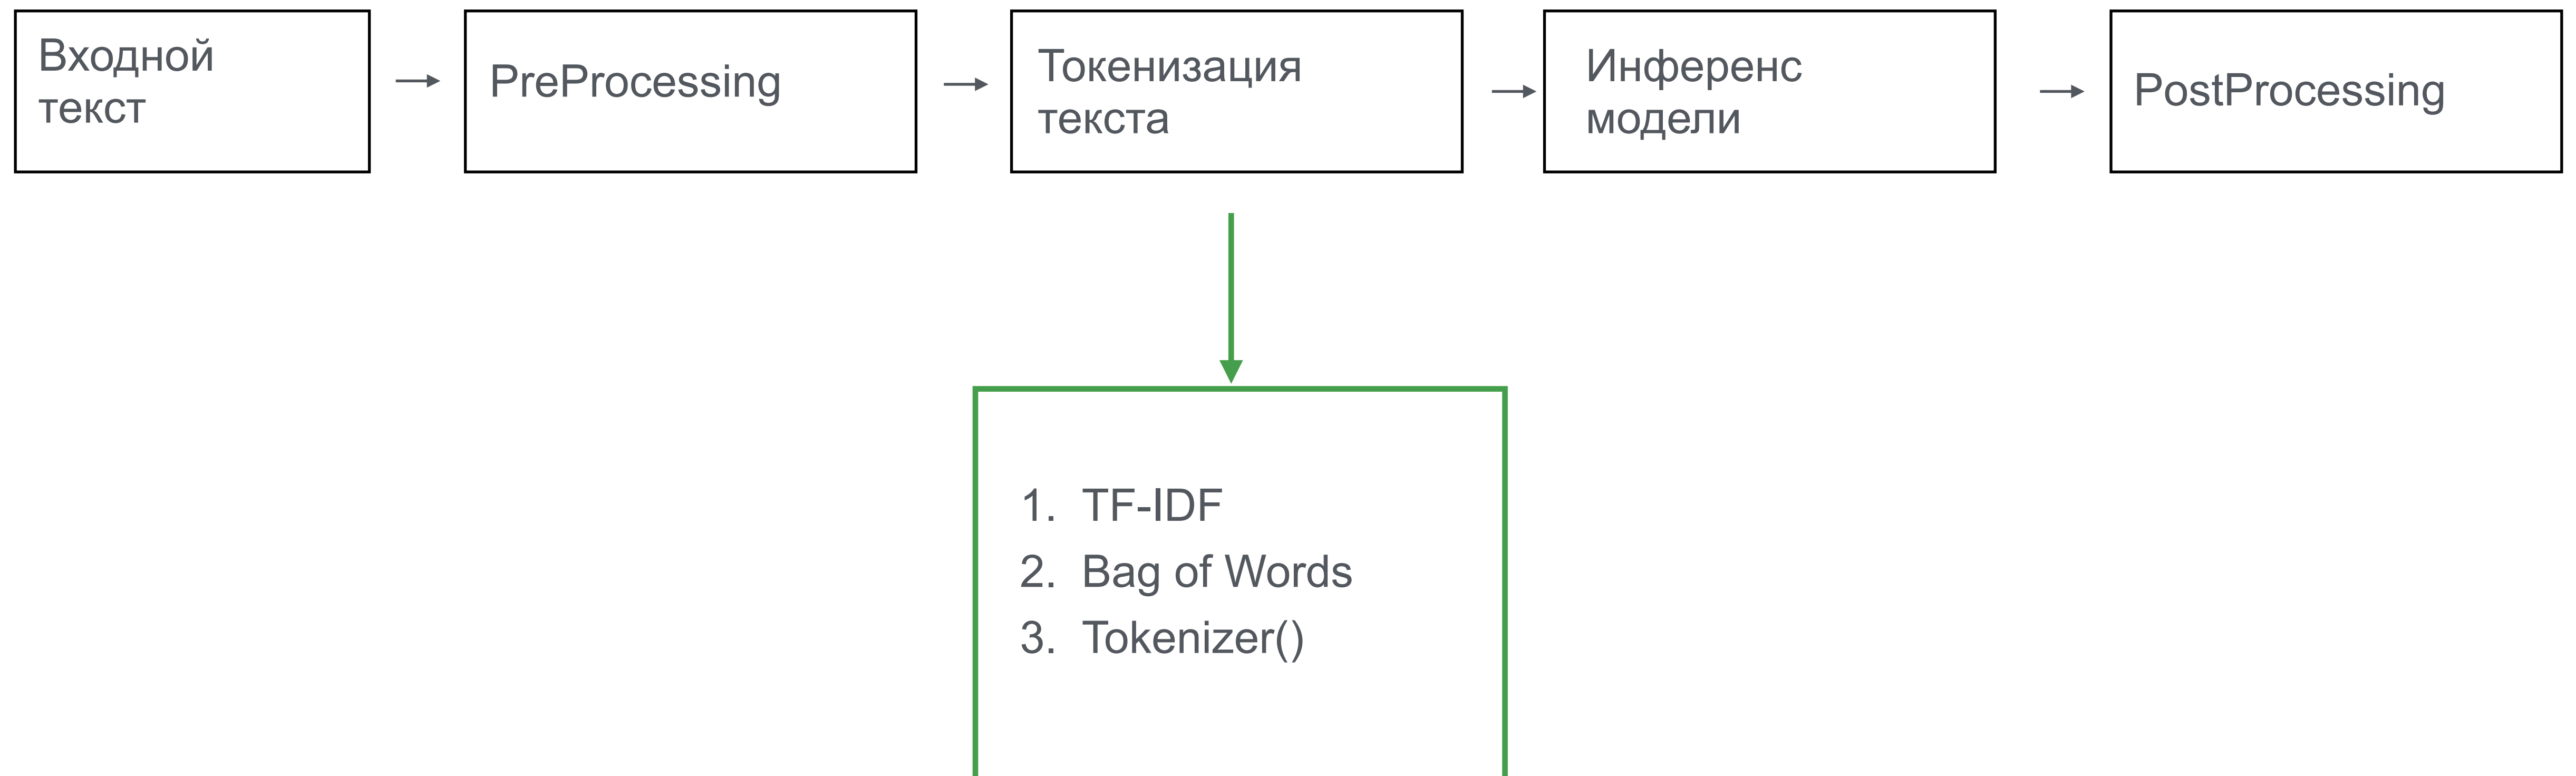 Входной
текст
PreProcessing
Токенизация
текста
Инференс
модели
PostProcessing
1. TF-IDF
2. Bag of Words
3. Tokenizer()